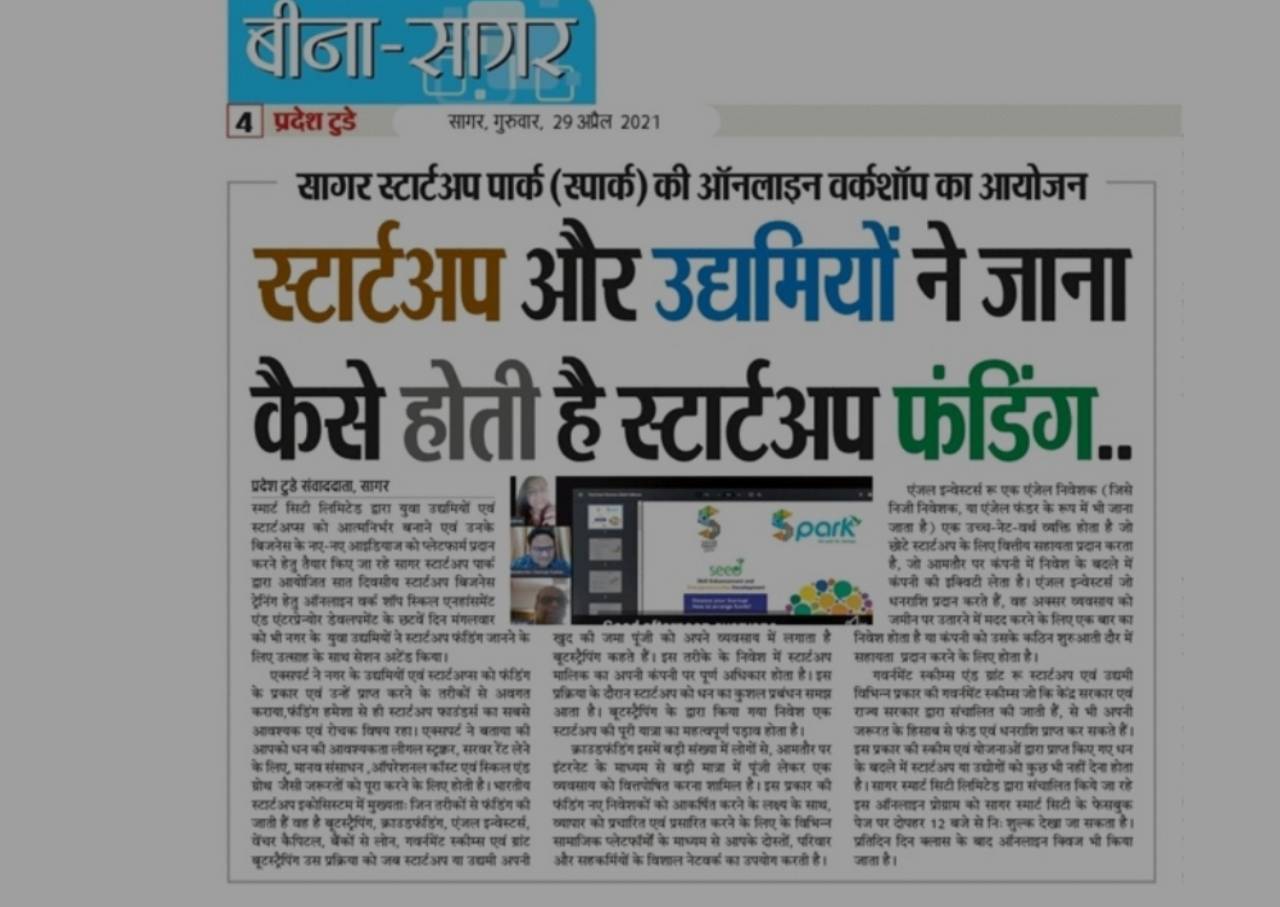 बीना-सागर
4 प्रदेश टुडे सागर, गुरुवार, 29 अप्रैल 2021
सागर स्टार्टअप पार्क (स्पार्क) की ऑनलाइन वर्कशॉप का आयोजन
स्टार्टअप और उद्यमियों ने जाना
कैसे होती है स्टार्टअप फंडिंग..
प्रदेश टुडे संवाददाता, सागर
स्मार्ट सिटी लिमिटेड द्वारा युवा उद्यमियों एवं
स्टार्टअप्स को आत्मनिर्भर बनाने एवं उनके
बिजनेस के नए-नए आइडियाज को प्लेटफार्म प्रदान
करने हेतु तैयार किए जा रहे सागर स्टार्टअप पार्क
द्वारा आयोजित सात दिवसीय स्टार्टअप बिजनेस
ट्रेनिंग हेतु ऑनलाइन वर्क शॉप स्किल एनहांसमेंट
एंड एंटरप्रेन्योर डेवलपमेंट के छटवें दिन मंगलवार
को भी नगर के युवा उद्यमियों ने स्टार्टअप फंडिंग जानने के
लिए उत्साह के साथ सेशन अटेंड किया।
एक्सपर्ट ने नगर के उद्यमियों एवं स्टार्टअप्स को फंडिंग
के प्रकार एवं उन्हें प्राप्त करने के तरीकों से अवगत
कराया,फंडिंग हमेशा से ही स्टार्टअप फाउंडर्स का सबसे
आवश्यक एवं रोचक विषय रहा। एक्सपर्ट ने बताया की
आपको धन की आवश्यकता लीगल स्ट्रक्चर, सरवर रेंट लेने
के लिए, मानव संसाधन ,ऑपरेशनल कॉस्ट एवं स्किल एंड
ग्रोथ जैसी जरूरतों को पूरा करने के लिए होती है। भारतीय
स्टार्टअप इकोसिस्टम में मुख्यताः जिन तरीकों से फंडिंग की
जाती हैं वह है बूटस्ट्रैपिंग, क्राउडफंडिंग, एंजल इन्वेस्टर्स,
वेंचर कैपिटल, बैंकों से लोन, गवर्नमेंट स्कीम्स एवं ग्रांट
बूटस्ट्रैपिंग उस प्रक्रिया को जब स्टार्टअप या उद्यमी अपनी
Spark
seed
खुद की जमा पूंजी को अपने व्यवसाय में लगाता है
बूटस्ट्रैपिंग कहते हैं। इस तरीके के निवेश में स्टार्टअप
मालिक का अपनी कंपनी पर पूर्ण अधिकार होता है। इस
प्रक्रिया के दौरान स्टार्टअप को धन का कुशल प्रबंधन समझ
आता है। बूटस्ट्रैपिंग के द्वारा किया गया निवेश एक
स्टार्टअप की पूरी यात्रा का महत्वपूर्ण पड़ाव होता है।
क्राउडफंडिंग इसमें बड़ी संख्या में लोगों से, आमतौर पर
इंटरनेट के माध्यम से बड़ी मात्रा में पूंजी लेकर एक
व्यवसाय को वित्तपोषित करना शामिल है। इस प्रकार की
फंडिंग नए निवेशकों को आकर्षित करने के लक्ष्य के साथ,
व्यापार को प्रचारित एवं प्रसारित करने के लिए के विभिन्न
सामाजिक प्लेटफॉर्मों के माध्यम से आपके दोस्तों, परिवार
और सहकर्मियों के विशाल नेटवर्क का उपयोग करती है।
एंजल इन्वेस्टर्स रू एक एंजेल निवेशक (जिसे
निजी निवेशक, या एंजेल फंडर के रूप में भी जाना
जाता है) एक उच्च-नेट-वर्थ व्यक्ति होता है जो
छोटे स्टार्टअप के लिए वित्तीय सहायता प्रदान करता
है, जो आमतौर पर कंपनी में निवेश के बदले में
कंपनी की इक्विटी लेता है। एंजल इन्वेस्टर्स जो
धनराशि प्रदान करते हैं, वह अक्सर व्यवसाय को
जमीन पर उतारने में मदद करने के लिए एक बार का
निवेश होता है या कंपनी को उसके कठिन शुरुआती दौर में
सहायता प्रदान करने के लिए होता है।
गवर्नमेंट स्कीम्स एंड ग्रांट रू स्टार्टअप एवं उद्यमी
विभिन्न प्रकार की गवर्नमेंट स्कीम्स जो कि केंद्र सरकार एवं
राज्य सरकार द्वारा संचालित की जाती हैं, से भी अपनी
जरूरत के हिसाब से फंड एवं धनराशि प्राप्त कर सकते हैं।
इस प्रकार की स्कीम एवं योजनाओं द्वारा प्राप्त किए गए धन
के बदले में स्टार्टअप या उद्योगों को कुछ भी नहीं देना होता
है। सागर स्मार्ट सिटी लिमिटेड द्वारा संचालित किये जा रहे
इस ऑनलाइन प्रोग्राम को सागर स्मार्ट सिटी के फेसबुक
पेज पर दोपहर 12 बजे से निःशुल्क देखा जा सकता है।
प्रतिदिन दिन क्लास के बाद ऑनलाइन क्विज भी किया
जाता है।